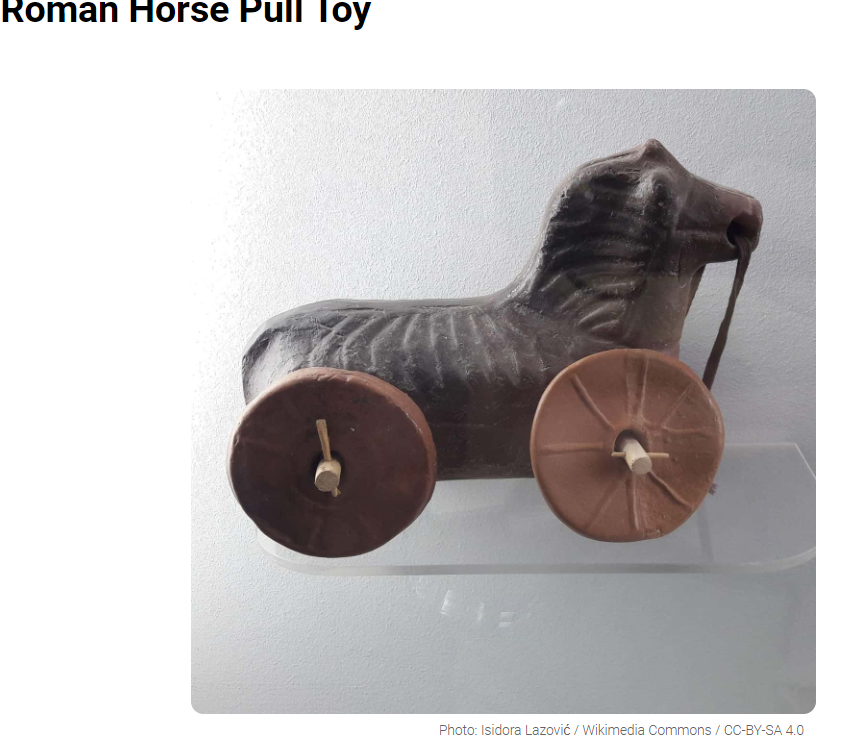 Roman Horse Pull Toy
Photo: Isidora Lazović / Wikimedia Commons / CC-BY-SA 4.0